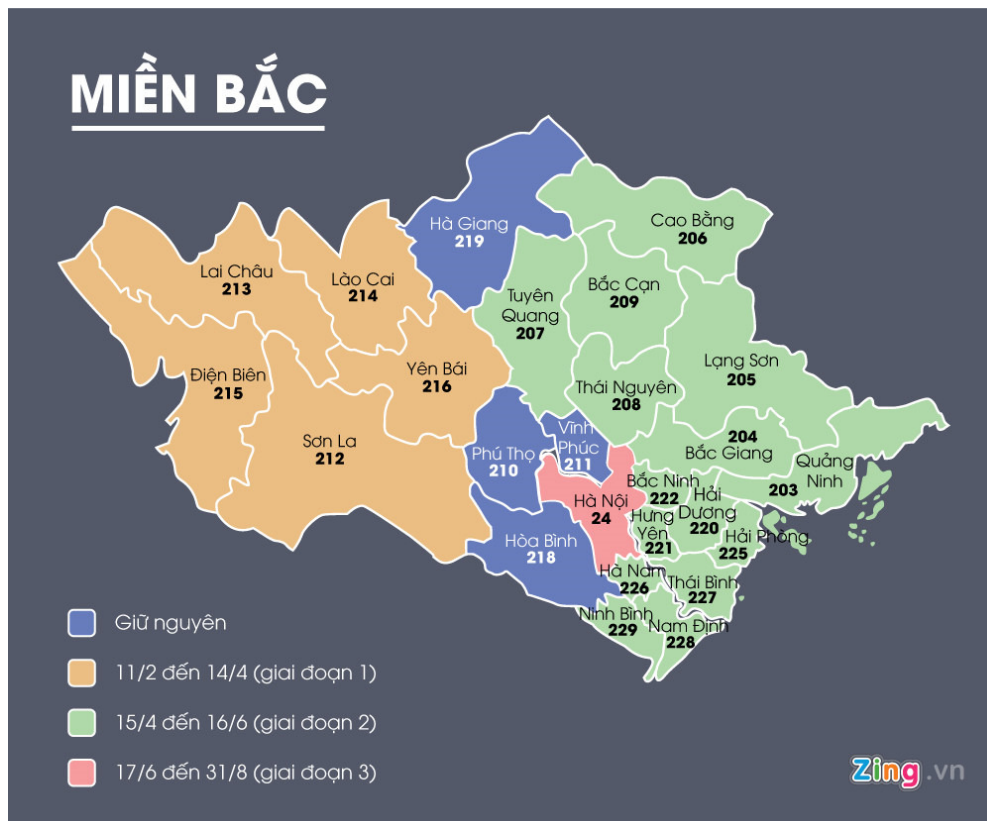 MIỀN BẮC
Hà Giang
219
Cao Bằng
206
Lai Châu
213
Lào Cai
214
Tuyên
Quang
207
Bắc Cạn
209
Điện Biên
215
Yên Bái
216
Thái Nguyên
208
Lạng Sơn
205
Sơn La
212
Phú Thọ
210
Vĩnh
Phúc
211
204
Bắc Giang
Quảng
Ninh
203
Hà Nội
24
Bắc Ninh
222
Hải
Dương
220
Hưng
Yên
221
Hải Phòng
225
Hòa Bình
218
Hà Nam
226
Thái Bình
227
Ninh Bình
229
Nam Định
228
Giữ nguyên
11/2 đến 14/4 (giai đoạn 1)
15/4 đến 16/6 (giai đoạn 2)
17/6 đến 31/8 (giai đoạn 3)
Zing.vn